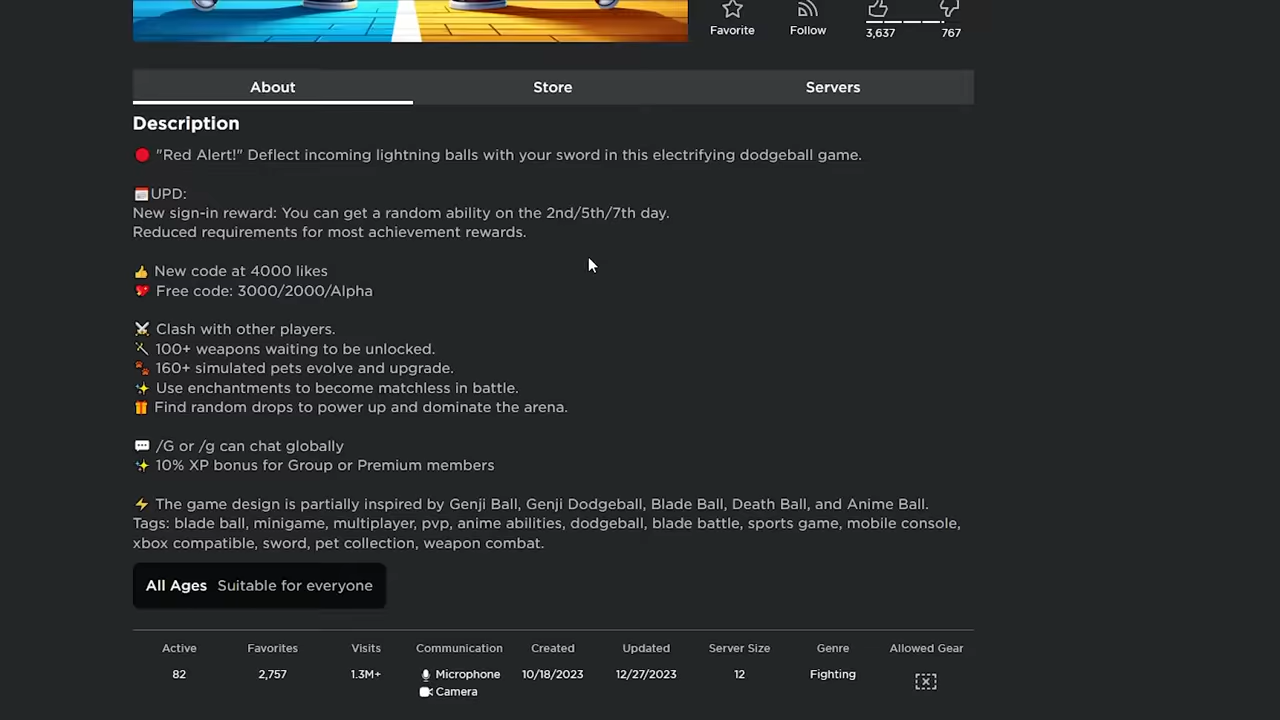 Favorite Follow 3,637 767
About Store Servers
Description
"Red Alert!" Deflect incoming lightning balls with your sword in this electrifying dodgeball game.
UPD:
New sign-in reward: You can get a random ability on the 2nd/5th/7th day.
Reduced requirements for most achievement rewards.
New code at 4000 likes
Free code: 3000/2000/Alpha
Clash with other players.
100+ weapons waiting to be unlocked.
160+ simulated pets evolve and upgrade.
Use enchantments to become matchless in battle.
Find random drops to power up and dominate the arena.
/G or /g can chat globally
10% XP bonus for Group or Premium members
The game design is partially inspired by Genji Ball, Genji Dodgeball, Blade Ball, Death Ball, and Anime Ball.
Tags: blade ball, minigame, multiplayer, pvp, anime abilities, dodgeball, blade battle, sports game, mobile console,
xbox compatible, sword, pet collection, weapon combat.
All Ages Suitable for everyone
Active Favorites Visits Communication Created Updated Server Size Genre Allowed Gear
82 2,757 1.3M+ Microphone 10/18/2023 12/27/2023 12 Fighting
Camera